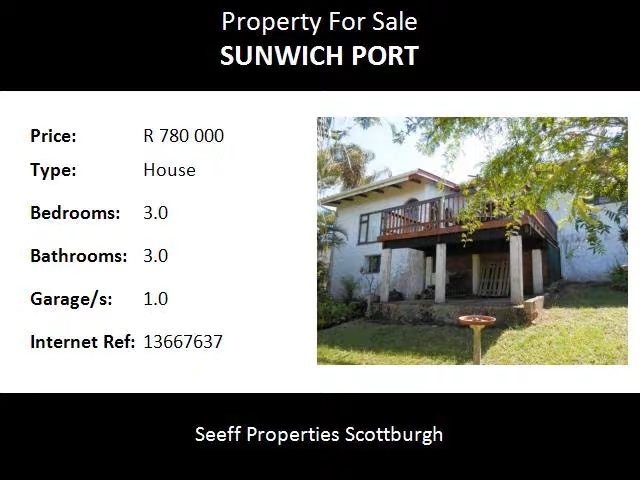 Property For Sale
SUNWICH PORT
Price: R 780 000
Type: House
Bedrooms: 3.0
Bathrooms: 3.0
Garage/s: 1.0
Internet Ref: 13667637
Seeff Properties Scottburgh